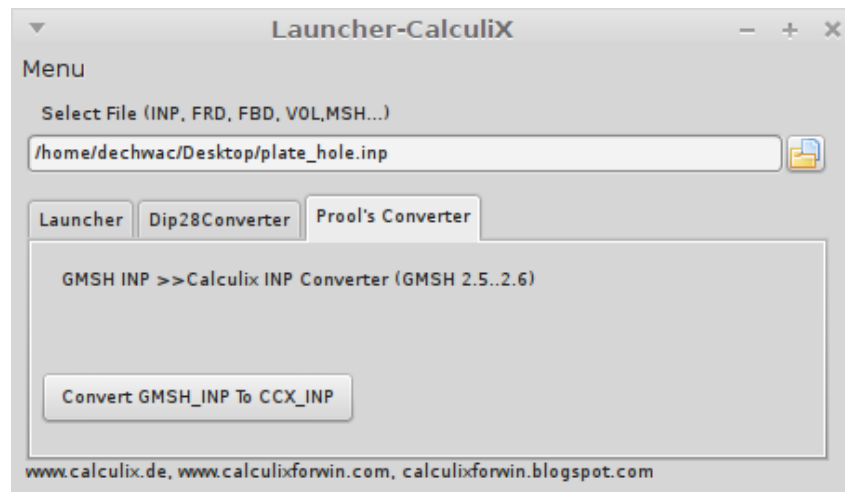 Launcher-CalculiX
Menu
Select File (INP, FRD, FBD, VOL,MSH...)
/home/dechwac/Desktop/plate_hole.inp
Launcher Dip28Converter Prool's Converter
GMSH INP >>Calculix INP Converter (GMSH 2.5..2.6)
Convert GMSH_INP To CCX_INP
www.calculix.de, www.calculixforwin.com, calculixforwin.blogspot.com